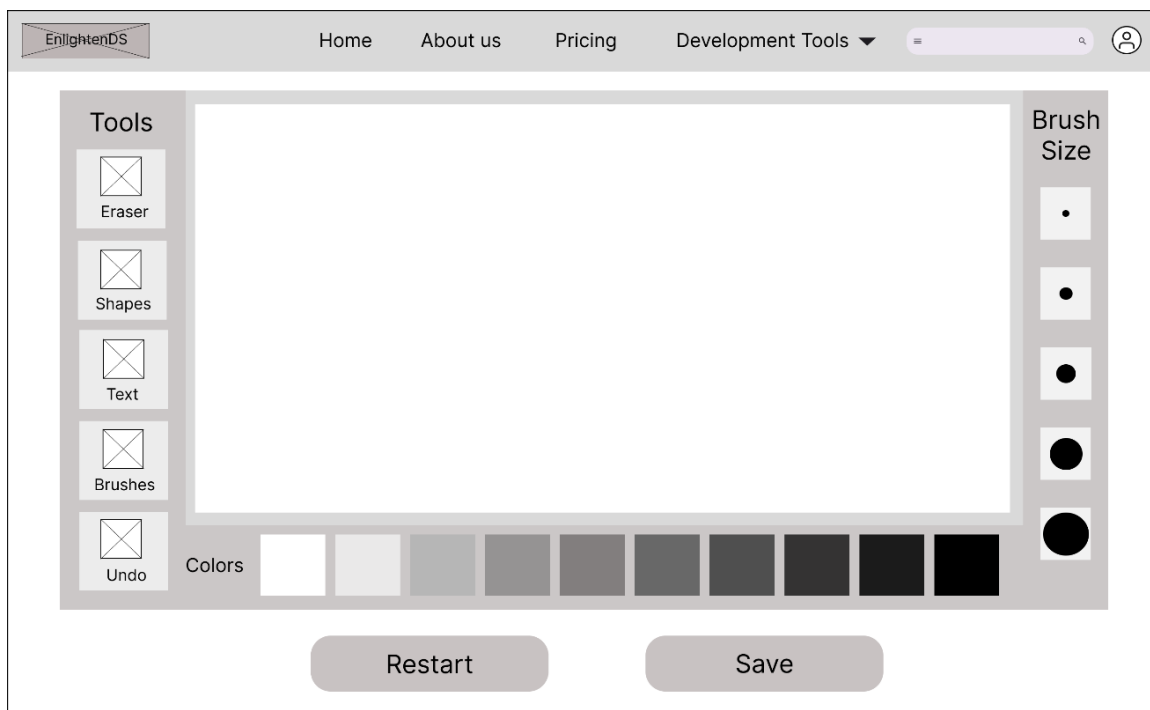 EnlightenDS
Home
About us
Pricing
Development Tools
Tools
Eraser
Shapes
Text
Brushes
Undo
Brush
Size
Colors
Restart
Save